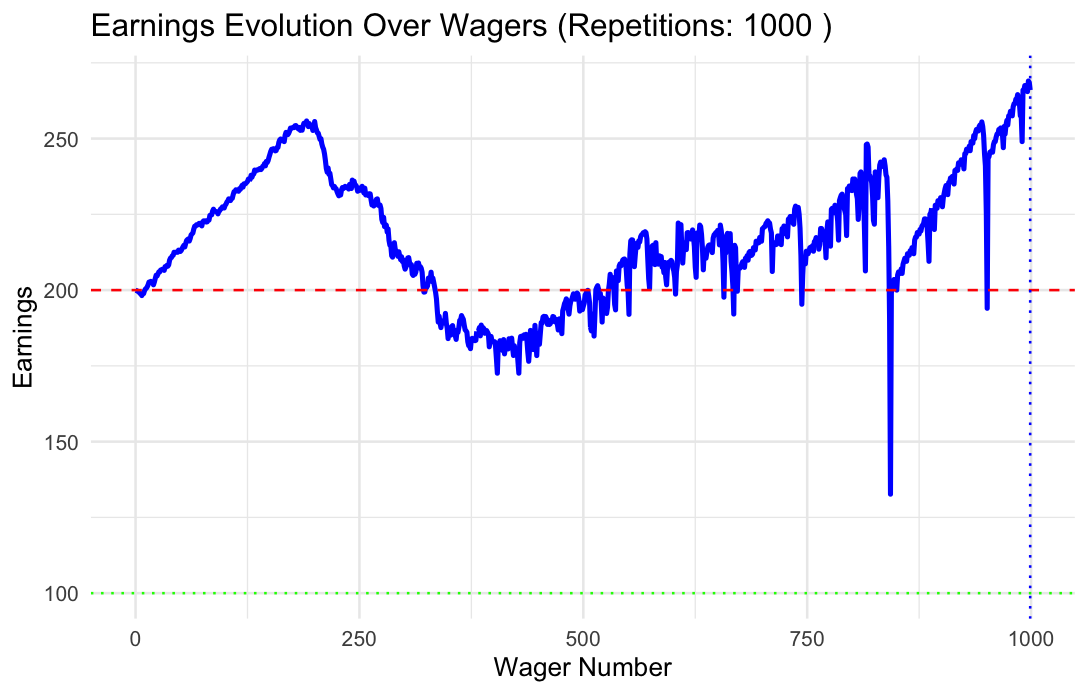 Earnings Evolution Over Wagers (Repetitions: 1000 )
Earnings
250
200
150
100
0 250 500 750 1000
Wager Number